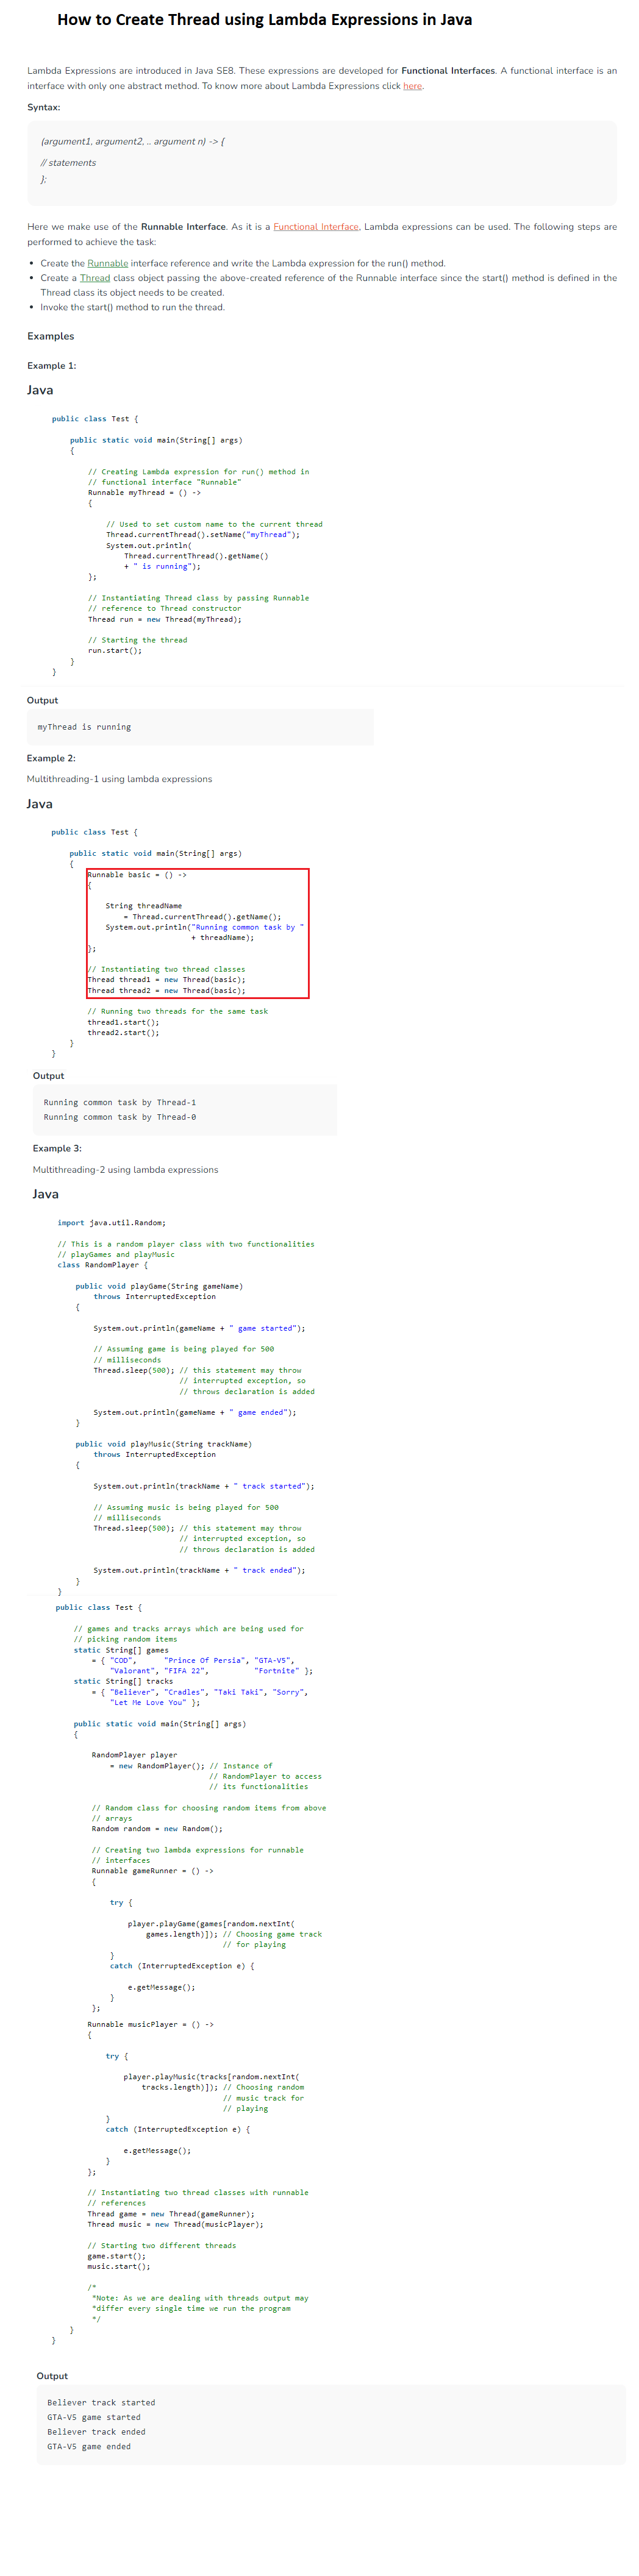 How to Create Thread using Lambda Expressions in Java
Lambda Expressions are introduced in Java SE8. These expressions are developed for Functional Interfaces. A functional interface is an
interface with only one abstract method. To know more about Lambda Expressions click here.
Syntax:
(argument1, argument2, .. argument n) -> {
// statements
};
Here we make use of the Runnable Interface. As it is a Functional Interface, Lambda expressions can be used. The following steps are
performed to achieve the task:
• Create the Runnable interface reference and write the Lambda expression for the run() method.
• Create a Thread class object passing the above-created reference of the Runnable interface since the start() method is defined in the
Thread class its object needs to be created.
• Invoke the start() method to run the thread.
Examples
Example 1:
Java
public class Test {
public static void main(String[] args)
{
// Creating Lambda expression for run() method in
// functional interface "Runnable"
Runnable myThread = () ->
{
// Used to set custom name to the current thread
Thread.currentThread().setName("myThread");
System.out.println(
Thread.currentThread().getName()
+ " is running");
};
// Instantiating Thread class by passing Runnable
// reference to Thread constructor
Thread run = new Thread(myThread);
// Starting the thread
run.start();
}
}
Output
myThread is running
Example 2:
Multithreading-1 using lambda expressions
Java
public class Test {
public static void main(String[] args)
{
Runnable basic = () ->
{
String threadName
= Thread.currentThread().getName();
System.out.println("Running common task by "
+ threadName);
};
// Instantiating two thread classes
Thread thread1 = new Thread(basic);
Thread thread2 = new Thread(basic);
// Running two threads for the same task
thread1.start();
thread2.start();
}
}
Output
Running common task by Thread-1
Running common task by Thread-0
Example 3:
Multithreading-2 using lambda expressions
Java
import java.util.Random;
// This is a random player class with two functionalities
// playGames and playMusic
class RandomPlayer {
public void playGame(String gameName)
throws InterruptedException
{
System.out.println(gameName + " game started");
// Assuming game is being played for 500
// milliseconds
Thread.sleep(500); // this statement may throw
// interrupted exception, so
// throws declaration is added
System.out.println(gameName + " game ended");
}
public void playMusic(String trackName)
throws InterruptedException
{
System.out.println(trackName + " track started");
// Assuming music is being played for 500
// milliseconds
Thread.sleep(500); // this statement may throw
// interrupted exception, so
// throws declaration is added
System.out.println(trackName + " track ended");
}
}
public class Test {
// games and tracks arrays which are being used for
// picking random items
static String[] games
= { "COD", "Prince Of Persia", "GTA-V5",
"Valorant", "FIFA 22", "Fortnite" };
static String[] tracks
= { "Believer", "Cradles", "Taki Taki", "Sorry",
"Let Me Love You" };
public static void main(String[] args)
{
RandomPlayer player
= new RandomPlayer(); // Instance of
// RandomPlayer to access
// its functionalities
// Random class for choosing random items from above
// arrays
Random random = new Random();
// Creating two lambda expressions for runnable
// interfaces
Runnable gameRunner = () ->
{
try {
player.playGame(games[random.nextInt(
games.length)]); // Choosing game track
// for playing
}
catch (InterruptedException e) {
e.getMessage();
}
};
Runnable musicPlayer = () ->
{
try {
player.playMusic(tracks[random.nextInt(
tracks.length)]); // Choosing random
// music track for
// playing
}
catch (InterruptedException e) {
e.getMessage();
}
};
// Instantiating two thread classes with runnable
// references
Thread game = new Thread(gameRunner);
Thread music = new Thread(musicPlayer);
// Starting two different threads
game.start();
music.start();
/*
*Note: As we are dealing with threads output may
*differ every single time we run the program
*/
}
}
Output
Believer track started
GTA-V5 game started
Believer track ended
GTA-V5 game ended